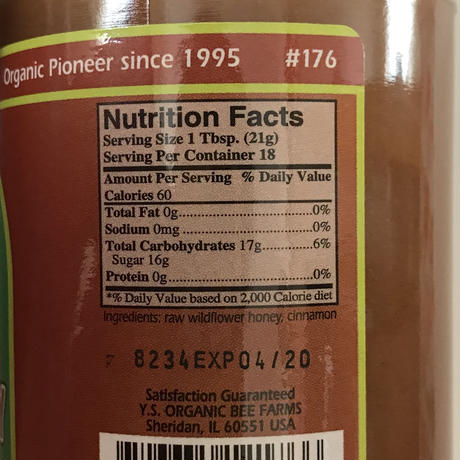 Organic Pioneer since 1995 #176
Nutrition Facts
Serving Size 1 Tbsp. (21g)
Serving Per Container 18
Amount Per Serving % Daily Value
Calories 60
Total Fat 0g..............................0%
Sodium 0mg..............................0%
Total Carbohydrates 17g..............6%
Sugar 16g
Protein 0g..............................0%
*% Daily Value based on 2,000 Calorie diet
Ingredients: raw wildflower honey, cinnamon
8234EXP04/20
Satisfaction Guaranteed
Y.S. ORGANIC BEE FARMS
Sheridan, IL 60551 USA